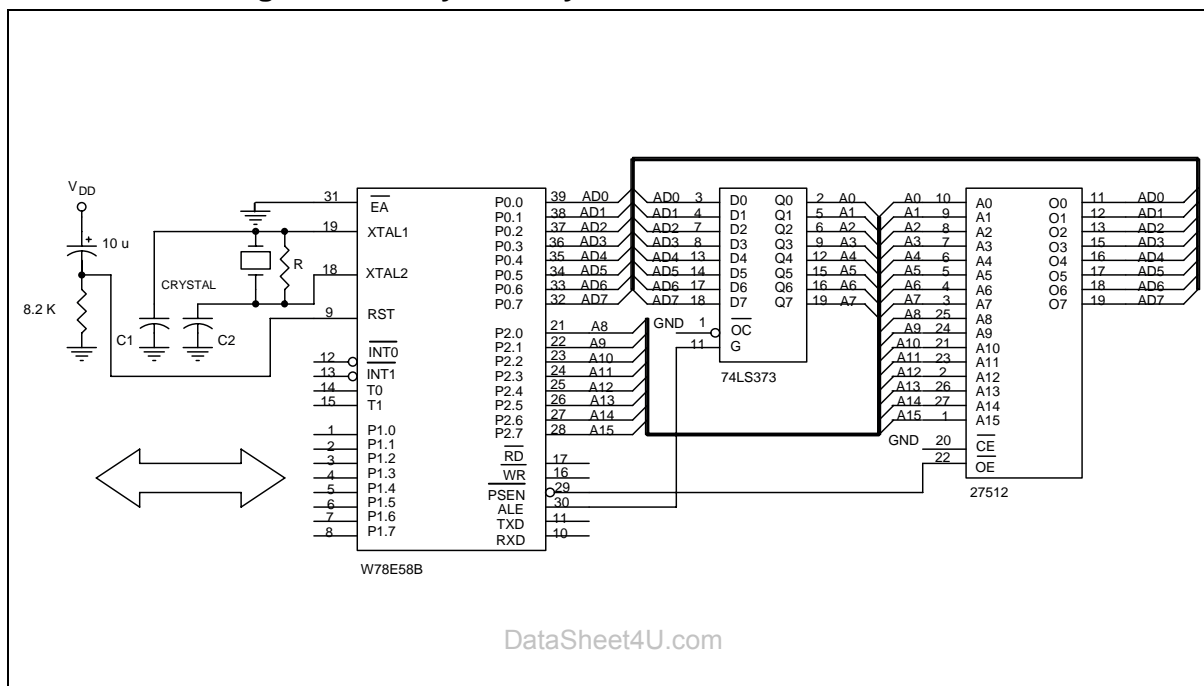 V DD
10 u
8.2 K
CRYSTAL
C1
C2
R
31
19
18
9
12
13
14
15
1
2
3
4
5
6
7
8
EA
XTAL1
XTAL2
RST
INT0
INT1
T0
T1
P1.0
P1.1
P1.2
P1.3
P1.4
P1.5
P1.6
P1.7
P0.0 39 AD0
P0.1 38 AD1
P0.2 37 AD2
P0.3 36 AD3
P0.4 35 AD4
P0.5 34 AD5
P0.6 33 AD6
P0.7 32 AD7
P2.0 21 A8
P2.1 22 A9
P2.2 23 A10
P2.3 24 A11
P2.4 25 A12
P2.5 26 A13
P2.6 27 A14
P2.7 28 A15
RD 17
WR 16
PSEN 29
ALE 30
TXD 11
RXD 10
W78E58B
AD0 3 D0 Q0 2 A0
AD1 4 D1 Q1 5 A1
AD2 7 D2 Q2 6 A2
AD3 8 D3 Q3 9 A3
AD4 13 D4 Q4 12 A4
AD5 14 D5 Q5 15 A5
AD6 17 D6 Q6 16 A6
AD7 18 D7 Q7 19 A7
GND 1 OC
11 G
74LS373
A0 10 A0 O0 11 AD0
A1 9 A1 O1 12 AD1
A2 8 A2 O2 13 AD2
A3 7 A3 O3 15 AD3
A4 6 A4 O4 16 AD4
A5 5 A5 O5 17 AD5
A6 4 A6 O6 18 AD6
A7 3 A7 O7 19 AD7
A8 25 A8
A9 24 A9
A10 21 A10
A11 23 A11
A12 2 A12
A13 26 A13
A14 27 A14
A15 1 A15
GND 20 CE
22 OE
27512
DataSheet4U.com